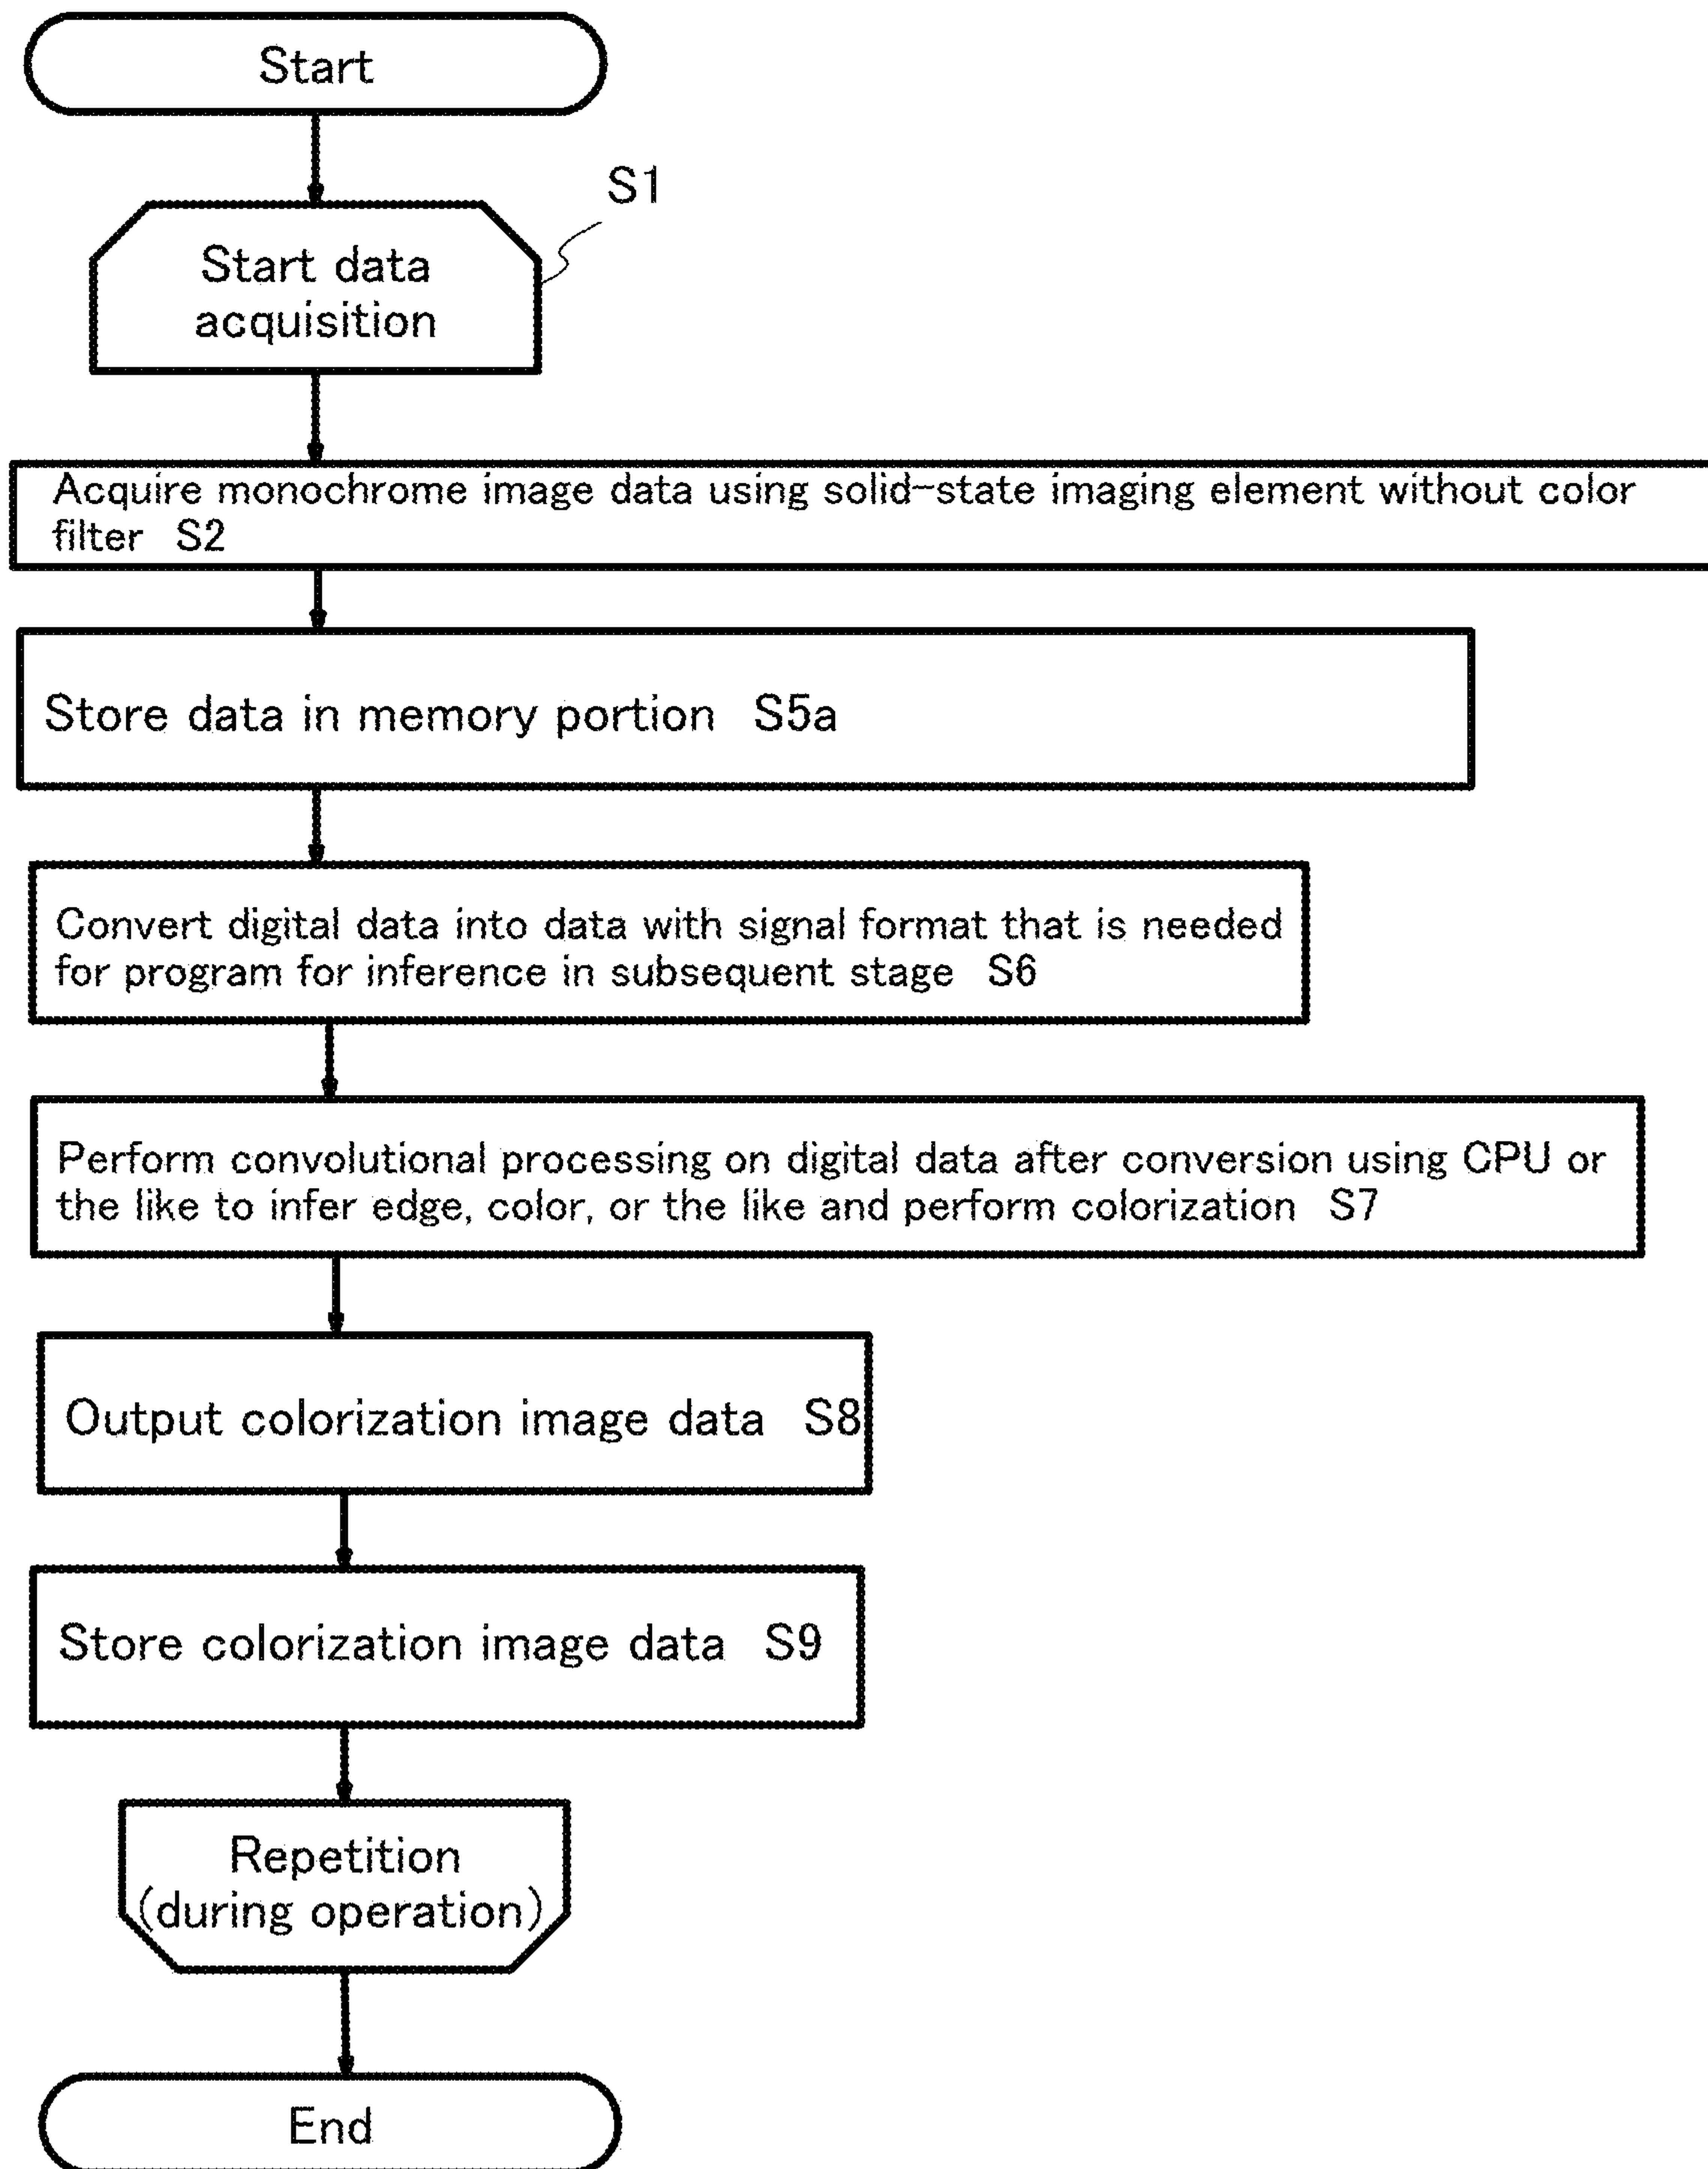 Start
S1
Start data
acquisition
Acquire monochrome image data using solid-state imaging element without color
filter S2
Store data in memory portion S5a
Convert digital data into data with signal format that is needed
for program for inference in subsequent stage S6
Perform convolutional processing on digital data after conversion using CPU or
the like to infer edge, color, or the like and perform colorization S7
Output colorization image data S8
Store colorization image data S9
Repetition
(during operation)
End